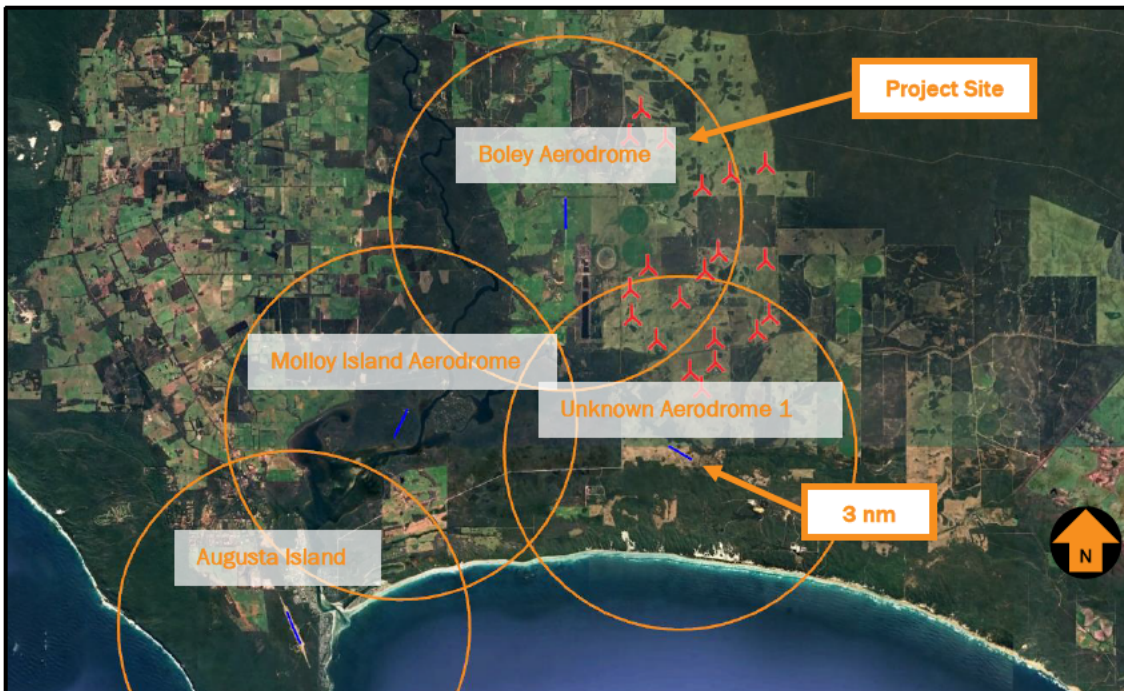 Project Site
Boley Aerodrome
Molloy Island Aerodrome
Unknown Aerodrome 1
3 nm
Augusta Island
N